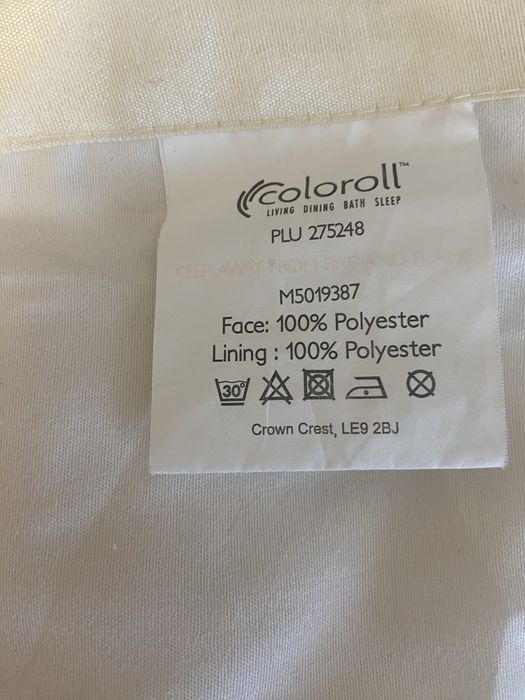 coloroll™
LIVING DINING BATH SLEEP
PLU 275248
KEEP AWAY FROM FIRE AND FLAME
M5019387
Face: 100% Polyester
Lining : 100% Polyester
30°
Crown Crest, LE9 2BJ